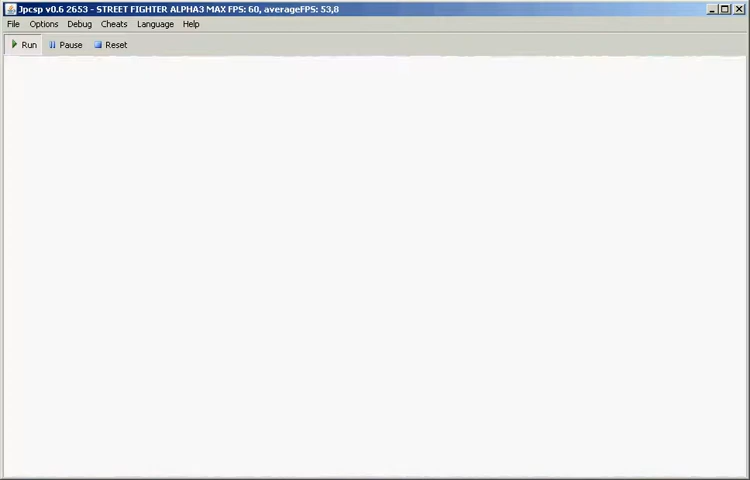 Jpcsp v0.6 2653 - STREET FIGHTER ALPHA3 MAX FPS: 60, averageFPS: 53,8
File Options Debug Cheats Language Help
Run Pause Reset